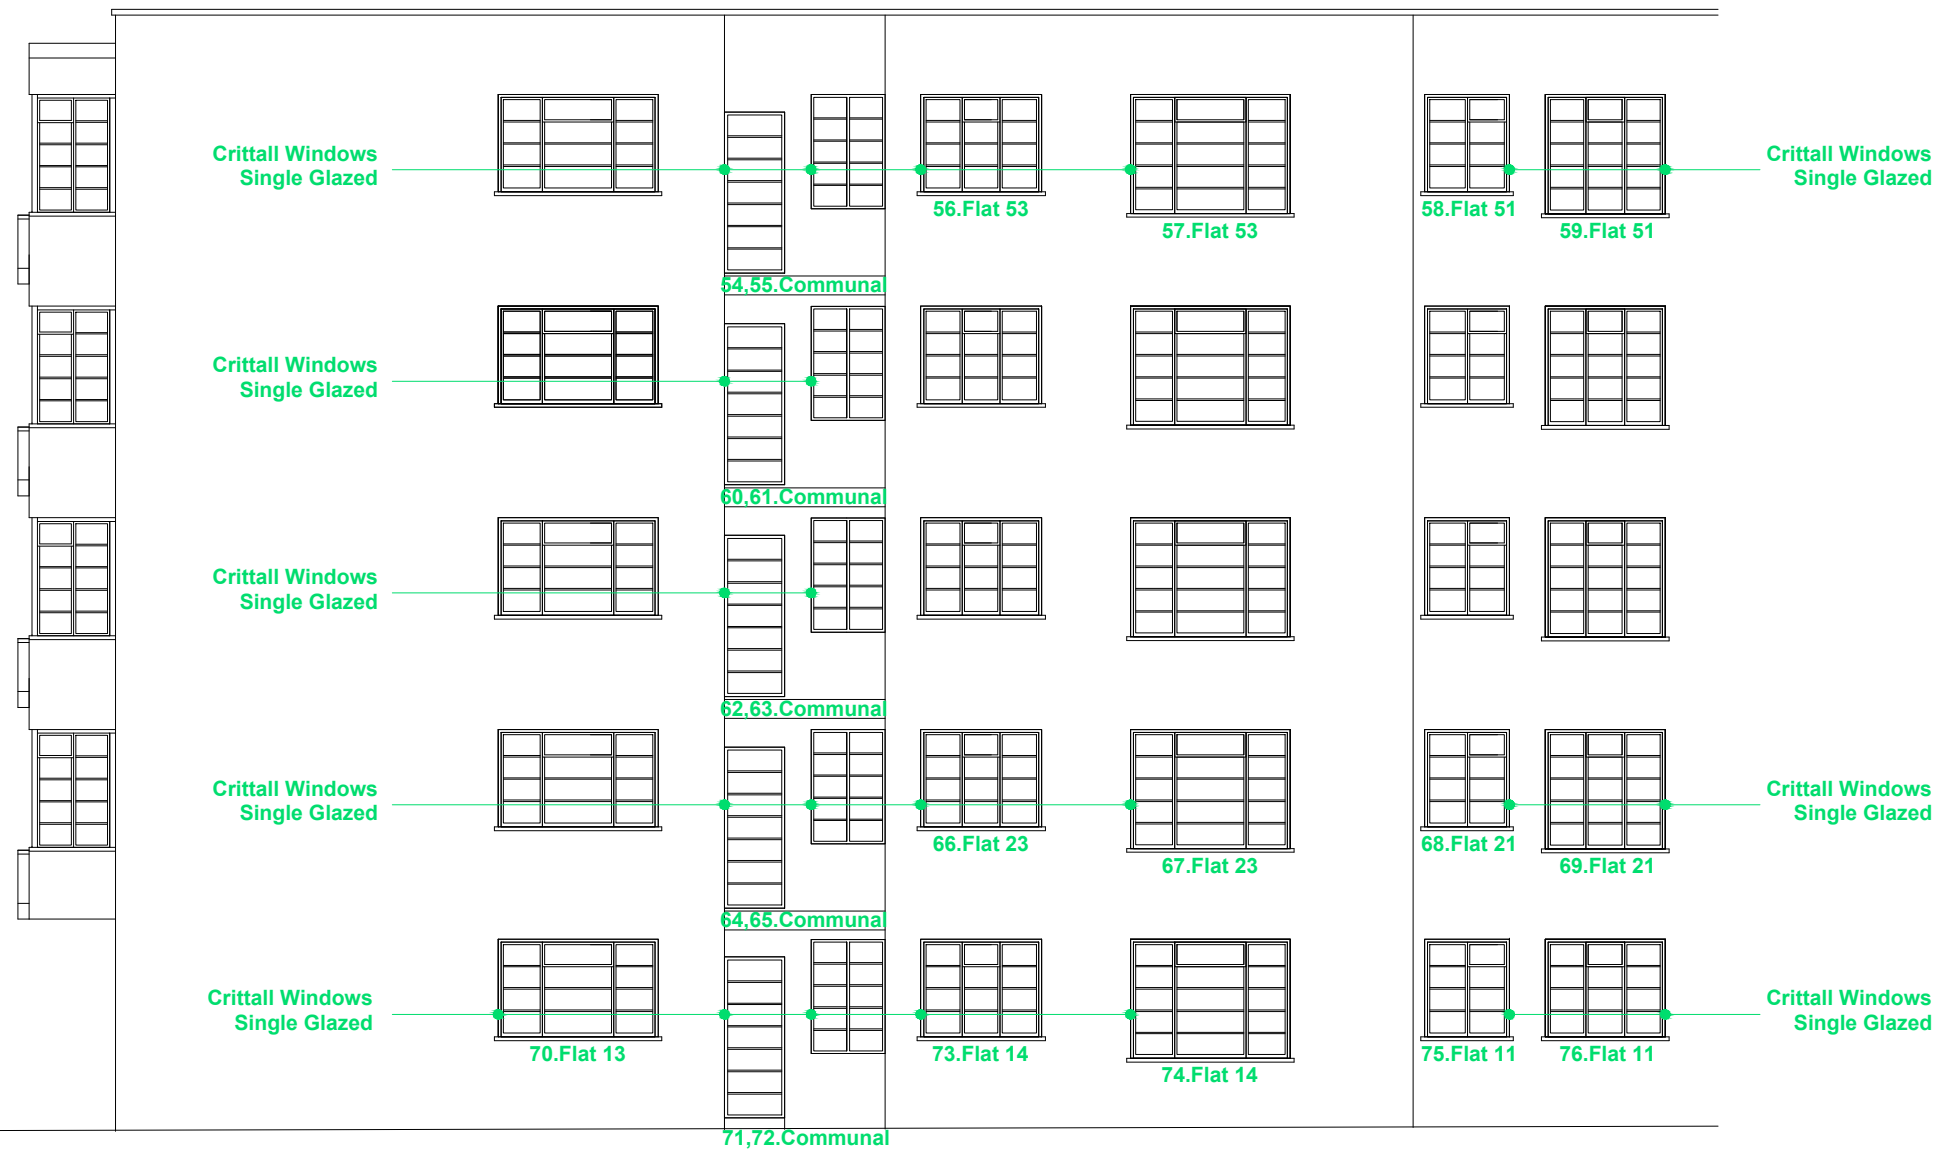 Crittall Windows
Single Glazed
Crittall Windows
Single Glazed
56.Flat 53
58.Flat 51
57.Flat 53
59.Flat 51
54,55.Communal
Crittall Windows
Single Glazed
60,61.Communal
Crittall Windows
Single Glazed
62,63.Communal
Crittall Windows
Single Glazed
Crittall Windows
Single Glazed
66.Flat 23
68.Flat 21
67.Flat 23
69.Flat 21
64,65.Communal
Crittall Windows
Single Glazed
Crittall Windows
Single Glazed
70.Flat 13
73.Flat 14
75.Flat 11
76.Flat 11
74.Flat 14
71,72.Communal